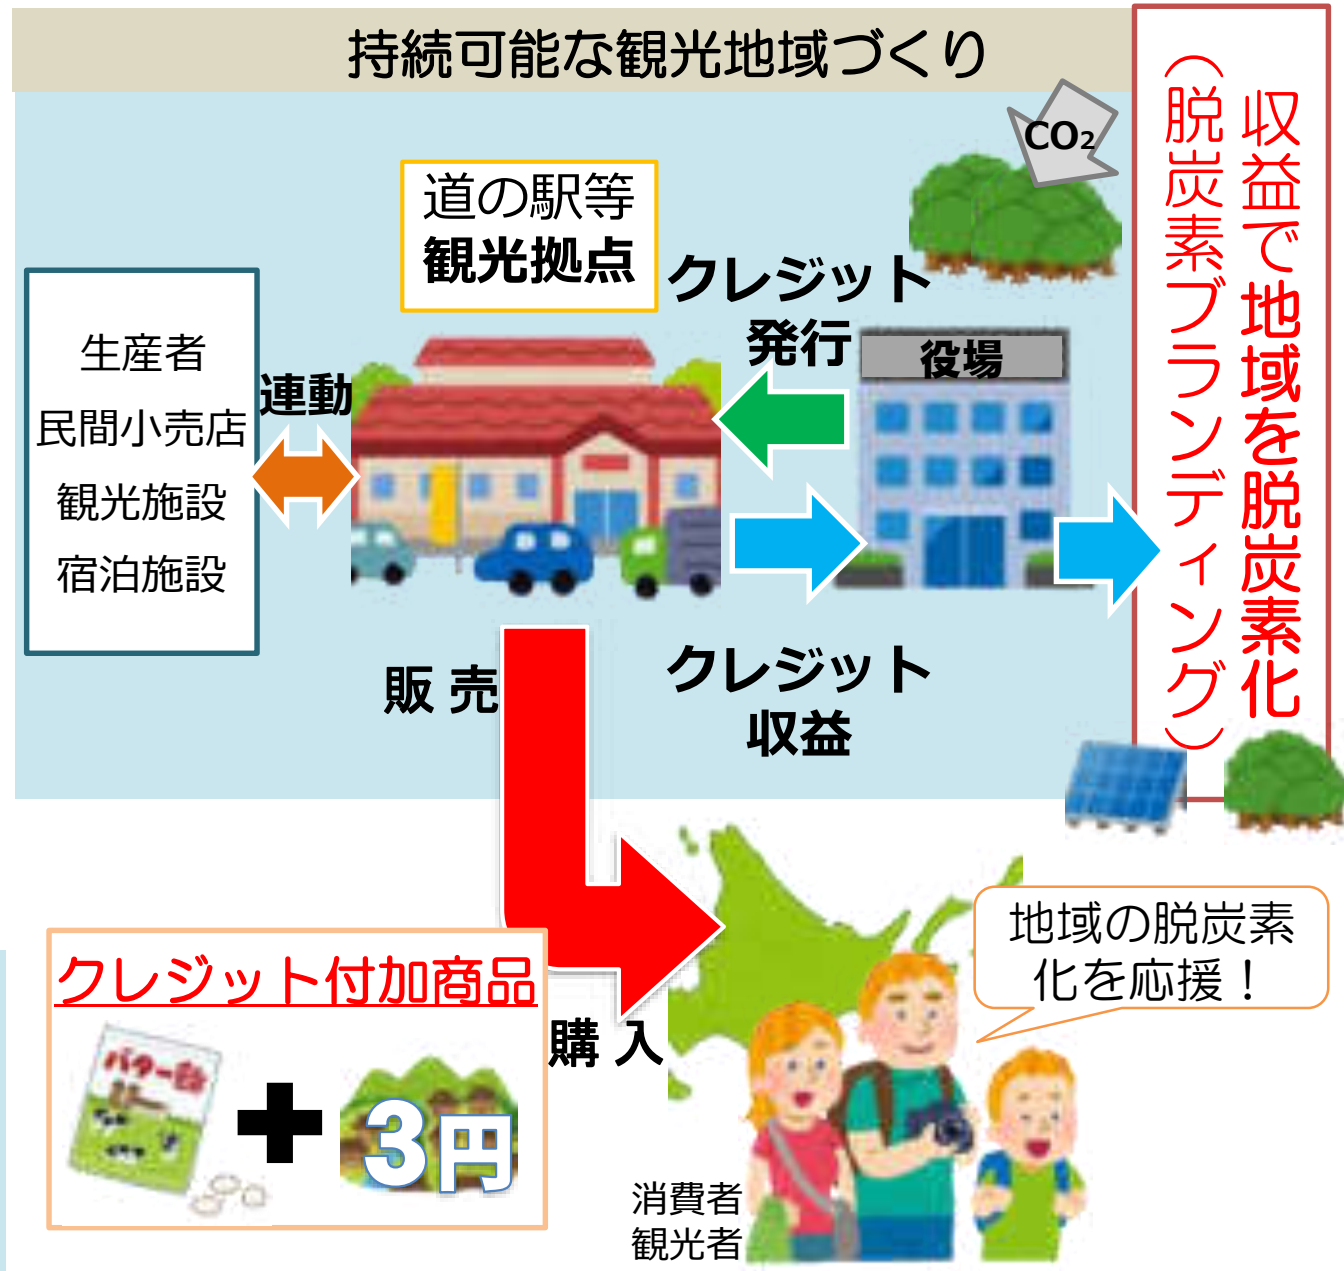 持続可能な観光地域づくり
CO₂
収益で地域を脱炭素化
（脱炭素ブランディング）
道の駅等
観光拠点
クレジット
発行
役場
生産者
民間小売店
観光施設
宿泊施設
連動
販売
クレジット
収益
地域の脱炭素
化を応援！
クレジット付加商品
バター飴
3円
購入
消費者
観光者